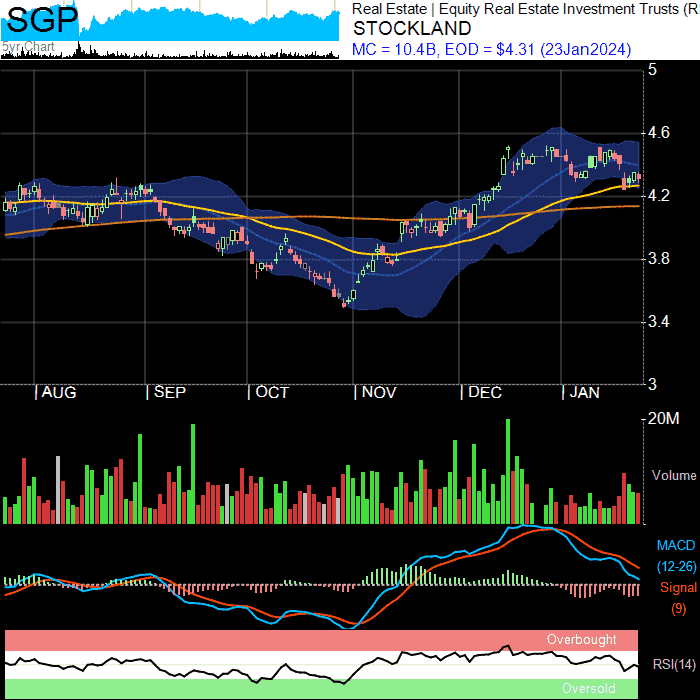 SGP
5yr Chart
Real Estate | Equity Real Estate Investment Trusts (R
STOCKLAND
MC = 10.4B, EOD = $4.31 (23Jan2024)
5
4.6
4.2
3.8
3.4
3
| AUG | SEP | OCT | NOV | DEC | JAN
20M
Volume
MACD
(12-26)
Signal
(9)
Overbought
RSI(14)
Oversold